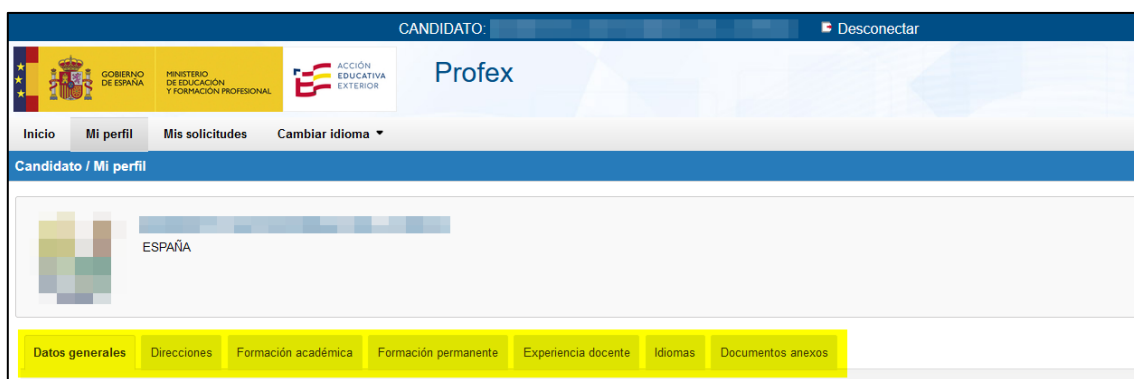 CANDIDATO: Desconectar
GOBIERNO DE ESPAÑA
MINISTERIO DE EDUCACIÓN Y FORMACIÓN PROFESIONAL
ACCIÓN EDUCATIVA EXTERIOR
Profex
Inicio Mi perfil Mis solicitudes Cambiar idioma
Candidato / Mi perfil
ESPAÑA
Datos generales Direcciones Formación académica Formación permanente Experiencia docente Idiomas Documentos anexos